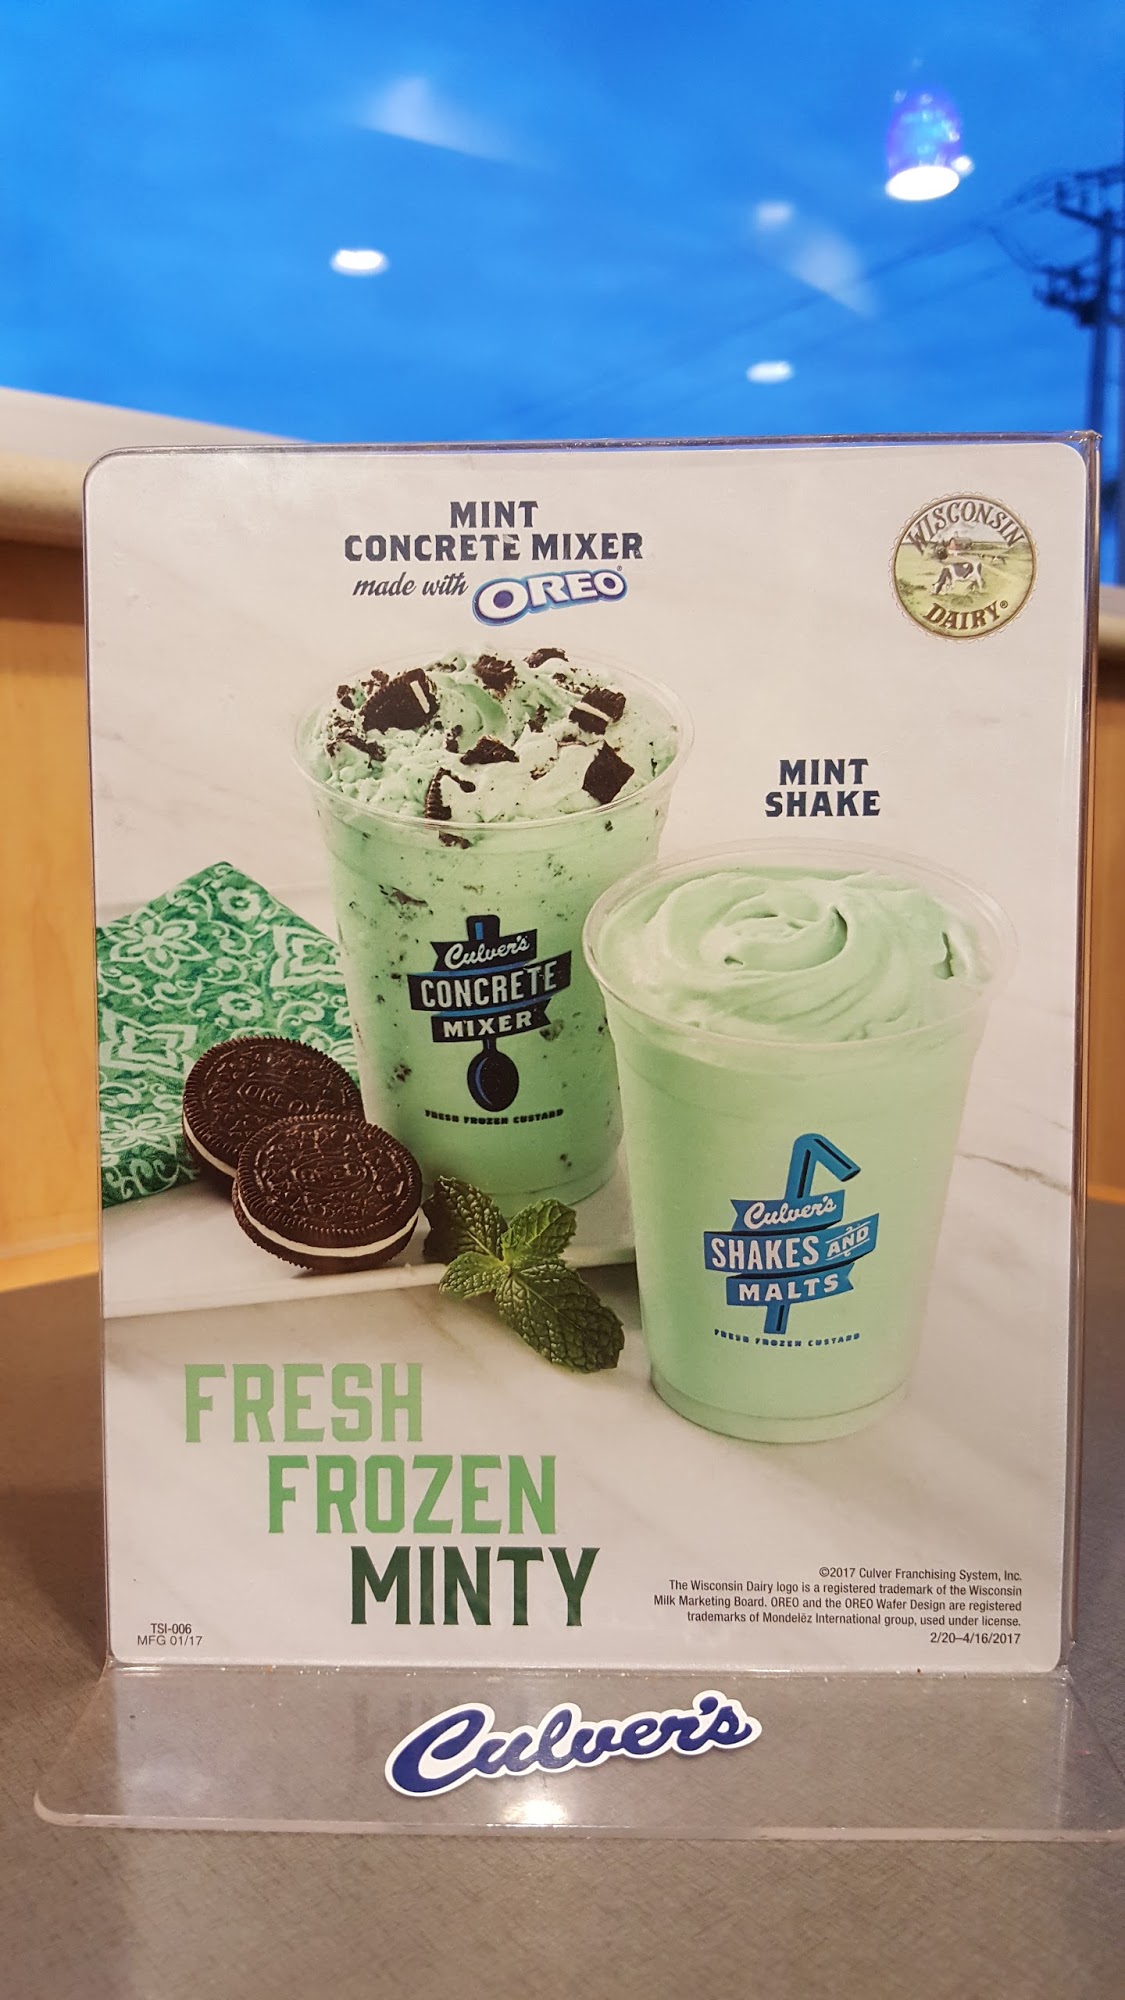 MINT
CONCRETE MIXER
made with OREO®
WISCONSIN
DAIRY®
MINT
SHAKE
Culver's
CONCRETE
MIXER
FRESH FROZEN CUSTARD
OREO
Culver's
SHAKES AND
MALTS
FRESH FROZEN CUSTARD
FRESH
FROZEN
MINTY
©2017 Culver Franchising System, Inc.
The Wisconsin Dairy logo is a registered trademark of the Wisconsin
Milk Marketing Board. OREO and the OREO Wafer Design are registered
trademarks of Mondelēz International group, used under license.
2/20–4/16/2017
TSI-006
MFG 01/17
Culver's